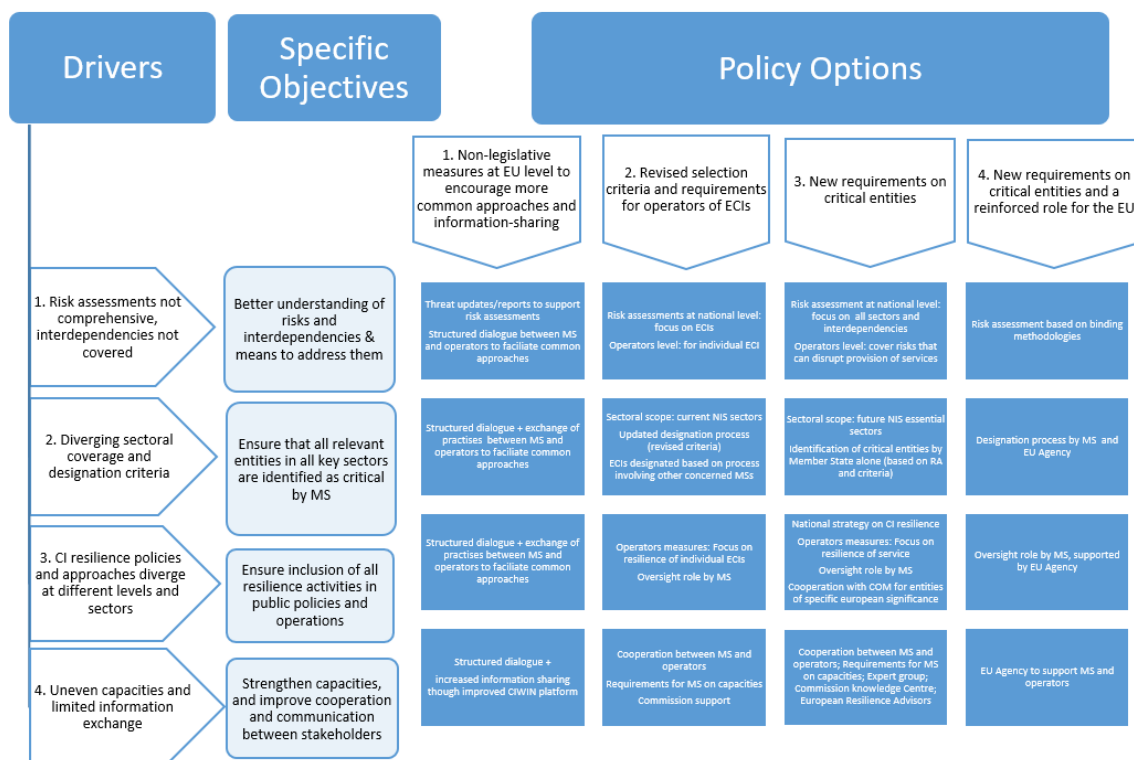 Drivers
Specific
Objectives
Policy Options
1. Non-legislative
measures at EU level to
encourage more
common approaches and
information-sharing
2. Revised selection
criteria and requirements
for operators of ECIs
3. New requirements on
critical entities
4. New requirements on
critical entities and a
reinforced role for the EU
1. Risk assessments not
comprehensive,
interdependencies not
covered
Better understanding of
risks and
interdependencies &
means to address them
Threat updates/reports to support
risk assessments
Structured dialogue between MS
and operators to faciliate common
approaches
Risk assessments at national level:
focus on ECIs
Operators level: for individual ECI
Risk assessment at national level:
focus on all sectors and
interdependencies
Operators level: cover risks that
can disrupt provision of services
Risk assessment based on binding
methodologies
2. Diverging sectoral
coverage and
designation criteria
Ensure that all relevant
entities in all key sectors
are identified as critical
by MS
Structured dialogue + exchange of
practises between MS and
operators to faciliate common
approaches
Sectoral scope: current NIS sectors
Updated designation process
(revised criteria)
ECIs designated based on process
involving other concerned MSs
Sectoral scope: future NIS essential
sectors
Identification of critical entities by
Member State alone (based on RA
and criteria)
Designation process by MS and
EU Agency
3. CI resilience policies
and approaches diverge
at different levels and
sectors
Ensure inclusion of all
resilience activities in
public policies and
operations
Structured dialogue + exchange of
practises between MS and
operators to faciliate common
approaches
Operators measures: Focus on
resilience of individual ECIs
Oversight role by MS
National strategy on CI resilience
Operators measures: Focus on
resilience of service
Oversight role by MS
Cooperation with COM for entities
of specific european significance
Oversight role by MS, supported
by EU Agency
4. Uneven capacities and
limited information
exchange
Strengthen capacities,
and improve cooperation
and communication
between stakeholders
Structured dialogue +
increased information sharing
though improved CIWIN platform
Cooperation between MS and
operators
Requirements for MS on capacities
Commission support
Cooperation between MS and
operators; Requirements for MS
on capacities; Expert group;
Commission knowledge Centre;
European Resilience Advisors
EU Agency to support MS and
operators